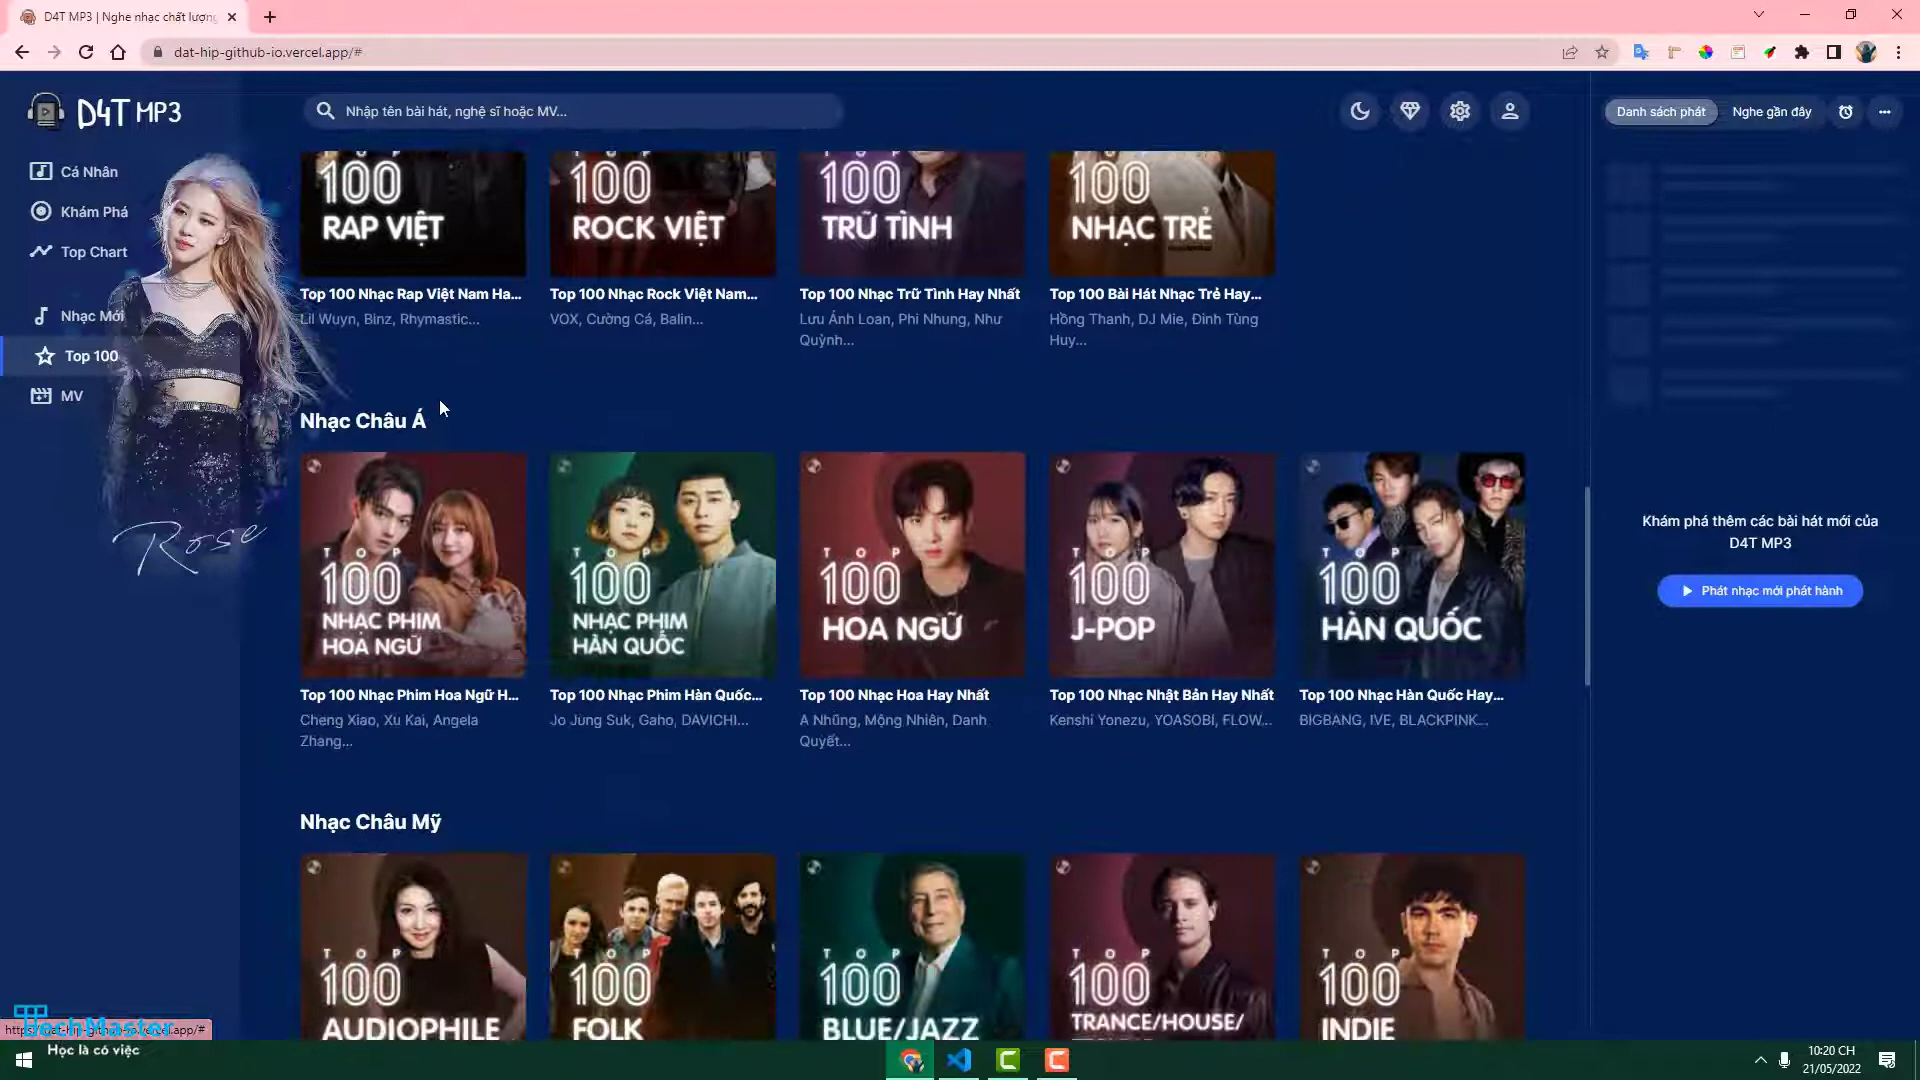 D4T MP3 | Nghe nhạc chất lượng
dat-hip-github-io.vercel.app/#
D4T MP3
Nhập tên bài hát, nghệ sĩ hoặc MV...
Danh sách phát
Nghe gần đây
Cá Nhân
Khám Phá
Top Chart
Nhạc Mới
Top 100
MV
Rose
100
RAP VIỆT
100
ROCK VIỆT
100
TRỮ TÌNH
100
NHẠC TRẺ
Top 100 Nhạc Rap Việt Nam Ha...
Lil Wuyn, Binz, Rhymastic...
Top 100 Nhạc Rock Việt Nam...
VOX, Cường Cá, Balin...
Top 100 Nhạc Trữ Tình Hay Nhất
Lưu Ánh Loan, Phi Nhung, Như
Quỳnh...
Top 100 Bài Hát Nhạc Trẻ Hay...
Hồng Thanh, DJ Mie, Đinh Tùng
Huy...
Nhạc Châu Á
TOP
100
NHẠC PHIM
HOA NGỮ
TOP
100
NHẠC PHIM
HÀN QUỐC
TOP
100
HOA NGỮ
TOP
100
J-POP
TOP
100
HÀN QUỐC
Top 100 Nhạc Phim Hoa Ngữ H...
Cheng Xiao, Xu Kai, Angela
Zhang...
Top 100 Nhạc Phim Hàn Quốc...
Jo Jung Suk, Gaho, DAVICHI...
Top 100 Nhạc Hoa Hay Nhất
A Nhũng, Mộng Nhiên, Danh
Quyết...
Top 100 Nhạc Nhật Bản Hay Nhất
Kenshi Yonezu, YOASOBI, FLOW...
Top 100 Nhạc Hàn Quốc Hay...
BIGBANG, IVE, BLACKPINK...
Nhạc Châu Mỹ
TOP
100
AUDIOPHILE
TOP
100
FOLK
TOP
100
BLUE/JAZZ
TOP
100
TRANCE/HOUSE/
TOP
100
INDIE
Khám phá thêm các bài hát mới của
D4T MP3
Phát nhạc mới phát hành
https://dat-hip-github-io.vercel.app/#
TechMaster
Học là có việc
10:20 CH
21/05/2022